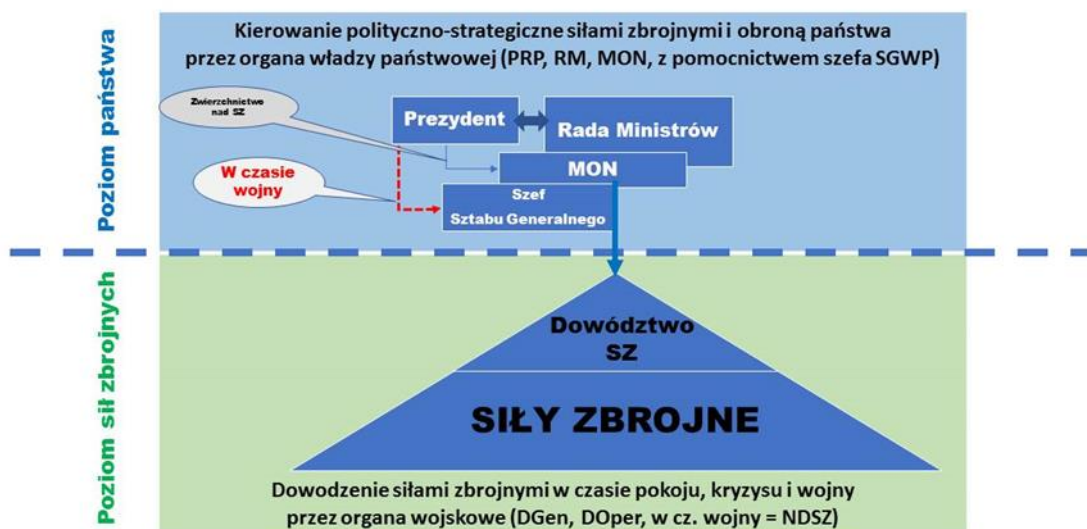 Kierowanie polityczno-strategiczne siłami zbrojnymi i obroną państwa
przez organa władzy państwowej (PRP, RM, MON, z pomocnictwem szefa SGWP)
Zwierzchnictwo
nad SZ
Prezydent
Rada Ministrów
MON
W czasie
wojny
Szef
Sztabu Generalnego
Poziom państwa
Poziom sił zbrojnych
Dowództwo
SZ
SIŁY ZBROJNE
Dowodzenie siłami zbrojnymi w czasie pokoju, kryzysu i wojny
przez organa wojskowe (DGen, DOper, w cz. wojny = NDSZ)